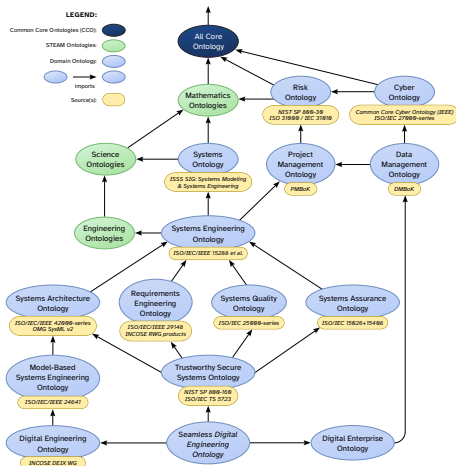 LEGEND:
Common Core Ontologies (CCO):
STEAM Ontologies:
Domain Ontology:
imports
Source(s):
All Core
Ontology
Mathematics
Ontologies
Risk
Ontology
NIST SP 800-30
ISO 31000 / IEC 31010
Cyber
Ontology
Common Core Cyber Ontology (IEEE)
ISO/IEC 27000-series
Science
Ontologies
Systems
Ontology
ISSS SIG: Systems Modeling
& Systems Engineering
Project
Management
Ontology
PMBoK
Data
Management
Ontology
DMBoK
Engineering
Ontologies
Systems Engineering
Ontology
ISO/IEC/IEEE 15288 et al.
Systems Architecture
Ontology
ISO/IEC/IEEE 42000-series
OMG SysML v2
Requirements
Engineering
Ontology
ISO/IEC/IEEE 29148
INCOSE RWG products
Systems Quality
Ontology
ISO/IEC 25000-series
Systems Assurance
Ontology
ISO/IEC 15026+15408
Model-Based
Systems Engineering
Ontology
ISO/IEC/IEEE 24641
Trustworthy Secure
Systems Ontology
NIST SP 800-160
ISO/IEC TS 5723
Digital Engineering
Ontology
INCOSE DEIX WG
Seamless Digital
Engineering
Ontology
Digital Enterprise
Ontology